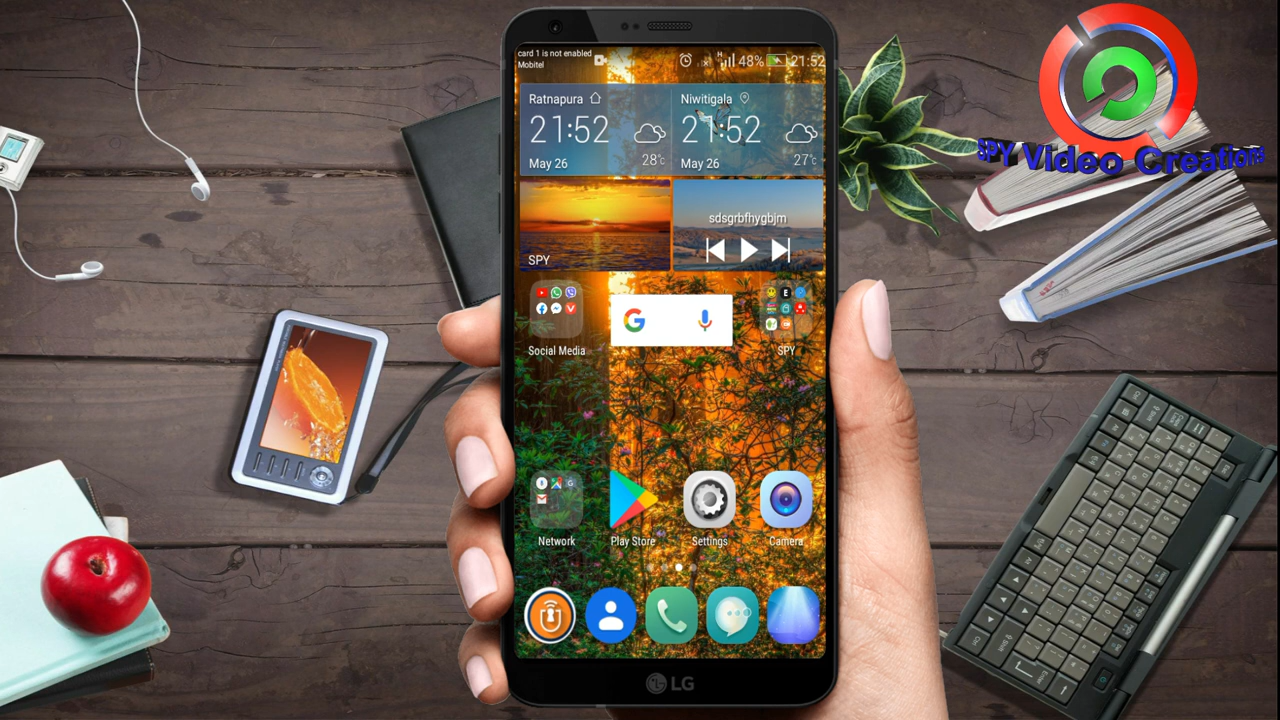 card 1 is not enabled
Mobitel
H
48%
21:52
Ratnapura
Niwitigala
21:52
21:52
May 26
28°c
May 26
27°c
SPY
sdsgrbfhygbjm
Social Media
SPY
Network
Play Store
Settings
Camera
LG
SPY Video Creations